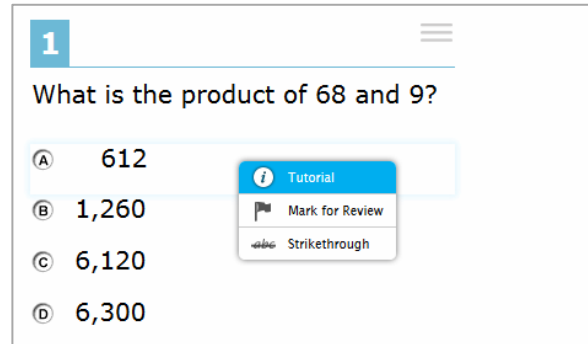 1
What is the product of 68 and 9?
A 612
B 1,260
C 6,120
D 6,300
i Tutorial
Mark for Review
abc Strikethrough